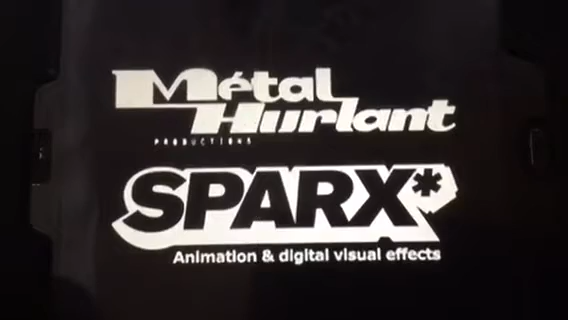 Métal
Hurlant
PRODUCTIONS
SPARX*
Animation & digital visual effects